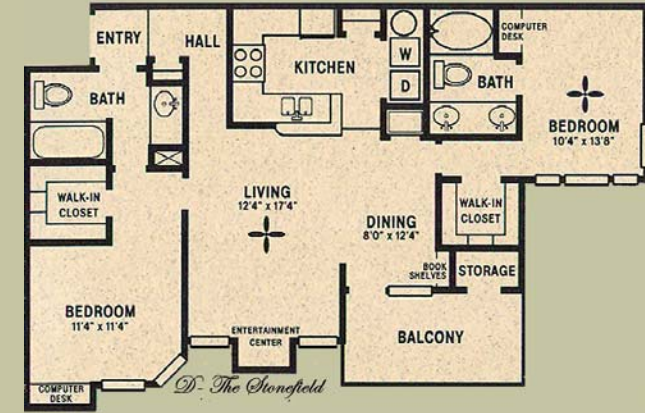 ENTRY
HALL
KITCHEN
W
D
COMPUTER
DESK
BATH
BEDROOM
10'4" x 13'8"
BATH
WALK-IN
CLOSET
LIVING
12'4" x 17'4"
DINING
8'0" x 12'4"
WALK-IN
CLOSET
BOOK
SHELVES
STORAGE
BEDROOM
11'4" x 11'4"
ENTERTAINMENT
CENTER
BALCONY
COMPUTER
DESK
D- The Stonefield